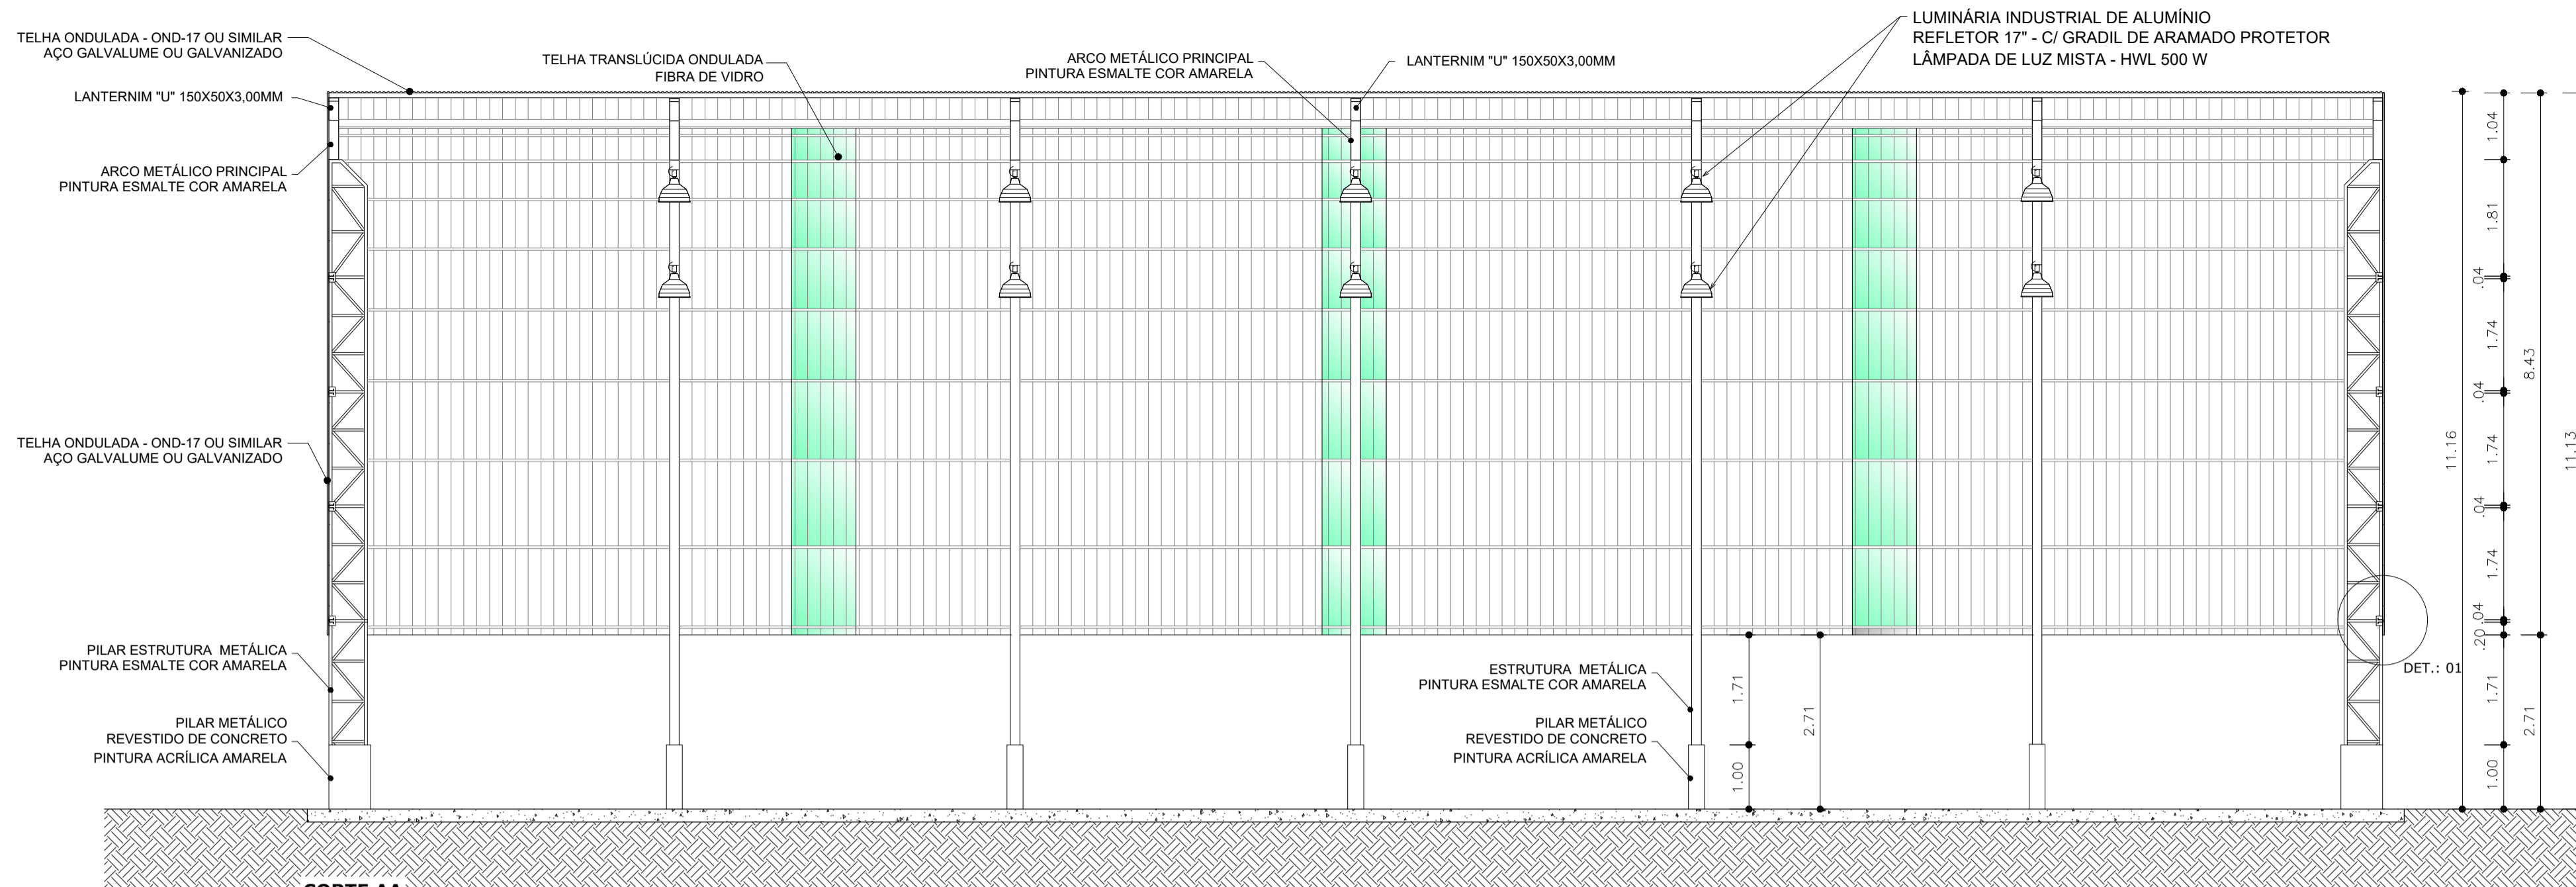 TELHA ONDULADA - OND-17 OU SIMILAR
AÇO GALVALUME OU GALVANIZADO
LANTERNIM "U" 150X50X3,00MM
ARCO METÁLICO PRINCIPAL
PINTURA ESMALTE COR AMARELA
TELHA TRANSLÚCIDA ONDULADA
FIBRA DE VIDRO
ARCO METÁLICO PRINCIPAL
PINTURA ESMALTE COR AMARELA
LANTERNIM "U" 150X50X3,00MM
LUMINÁRIA INDUSTRIAL DE ALUMÍNIO
REFLETOR 17" - C/ GRADIL DE ARAMADO PROTETOR
LÂMPADA DE LUZ MISTA - HWL 500 W
TELHA ONDULADA - OND-17 OU SIMILAR
AÇO GALVALUME OU GALVANIZADO
PILAR ESTRUTURA METÁLICA
PINTURA ESMALTE COR AMARELA
PILAR METÁLICO
REVESTIDO DE CONCRETO
PINTURA ACRÍLICA AMARELA
ESTRUTURA METÁLICA
PINTURA ESMALTE COR AMARELA
PILAR METÁLICO
REVESTIDO DE CONCRETO
PINTURA ACRÍLICA AMARELA
1.71
1.00
2.71
DET.: 01
11.16
1.04
1.81
.04
1.74
.04
1.74
.04
1.74
.04
.20
1.71
1.00
8.43
2.71
11.13
CORTE AA